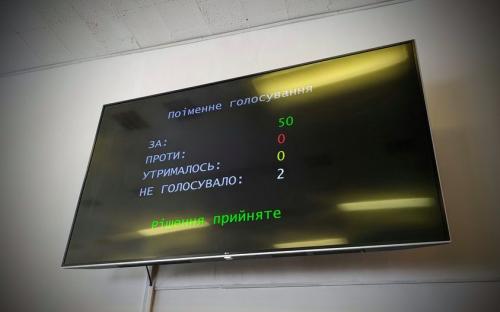 Поіменне голосування
ЗА: 50
ПРОТИ: 0
УТРИМАЛОСЬ: 0
НЕ ГОЛОСУВАЛО: 2
Рішення прийняте